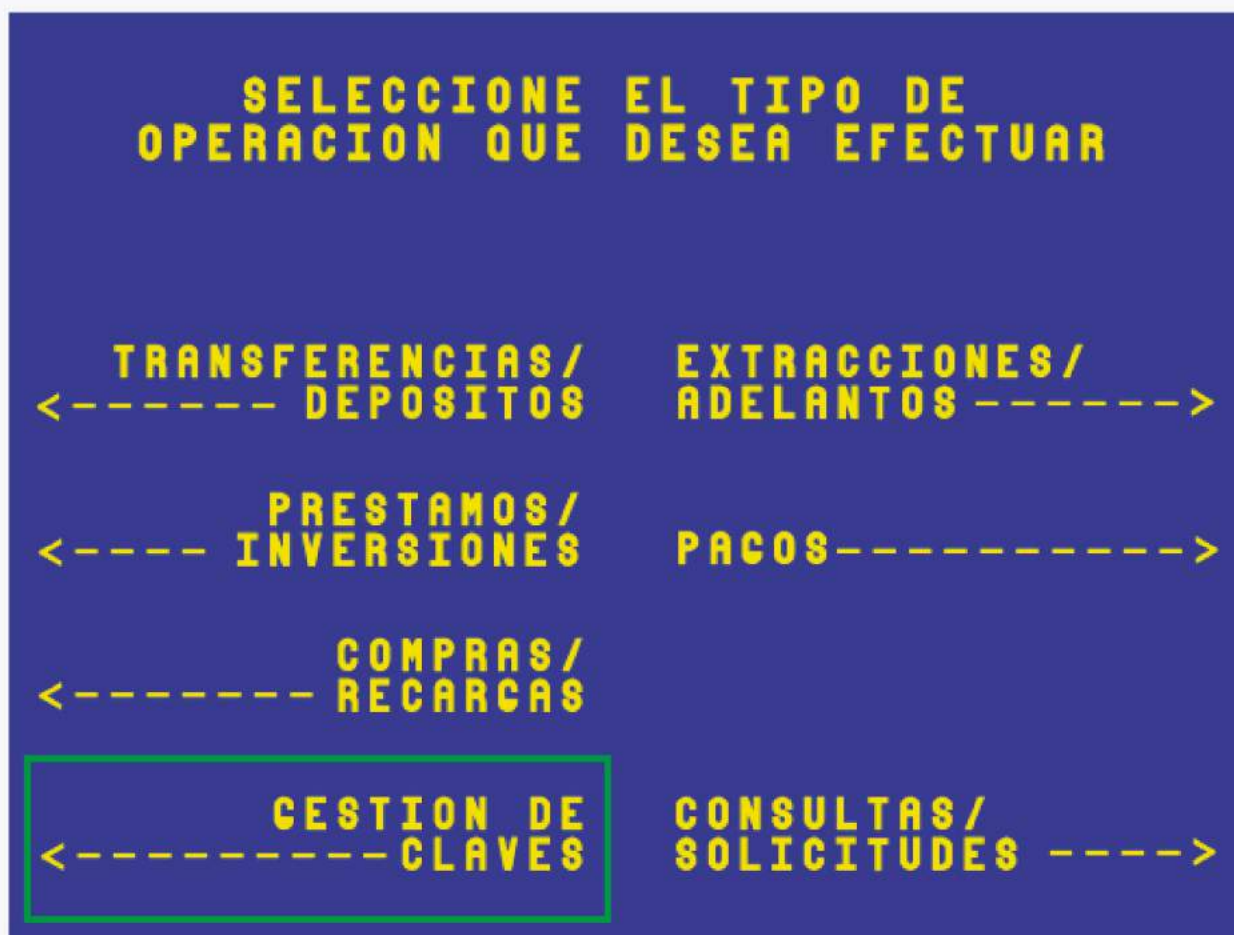 SELECCIONE EL TIPO DE
OPERACION QUE DESEA EFECTUAR
TRANSFERENCIAS/
<------ DEPOSITOS
EXTRACCIONES/
ADELANTOS------>
PRESTAMOS/
<---- INVERSIONES
PAGOS----------->
COMPRAS/
<------- RECARGAS
GESTION DE
<---------CLAVES
CONSULTAS/
SOLICITUDES ---->